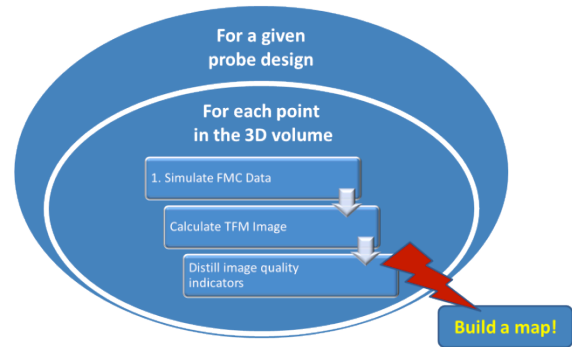 For a given
probe design
For each point
in the 3D volume
1. Simulate FMC Data
Calculate TFM Image
Distill image quality
indicators
Build a map!